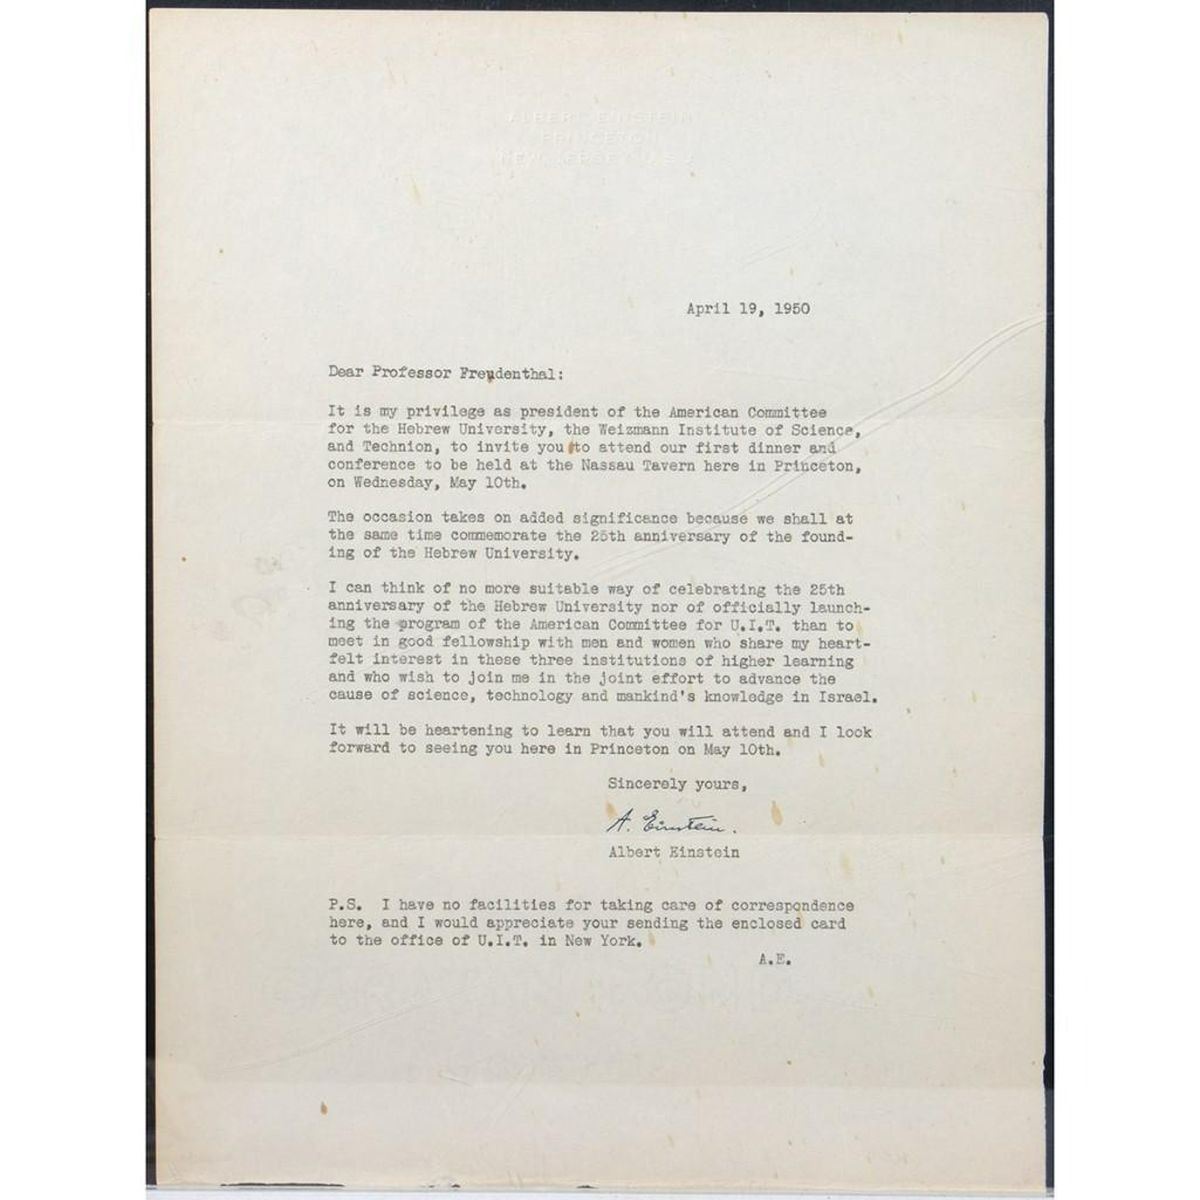 ALBERT EINSTEIN
PRINCETON
NEW JERSEY U.S.A.
April 19, 1950
Dear Professor Freudenthal:
It is my privilege as president of the American Committee
for the Hebrew University, the Weizmann Institute of Science,
and Technion, to invite you to attend our first dinner and
conference to be held at the Nassau Tavern here in Princeton,
on Wednesday, May 10th.
The occasion takes on added significance because we shall at
the same time commemorate the 25th anniversary of the found-
ing of the Hebrew University.
I can think of no more suitable way of celebrating the 25th
anniversary of the Hebrew University nor of officially launch-
ing the program of the American Committee for U.I.T. than to
meet in good fellowship with men and women who share my heart-
felt interest in these three institutions of higher learning
and who wish to join me in the joint effort to advance the
cause of science, technology and mankind's knowledge in Israel.
It will be heartening to learn that you will attend and I look
forward to seeing you here in Princeton on May 10th.
Sincerely yours,
A. Einstein.
Albert Einstein
P.S. I have no facilities for taking care of correspondence
here, and I would appreciate your sending the enclosed card
to the office of U.I.T. in New York.
A.E.